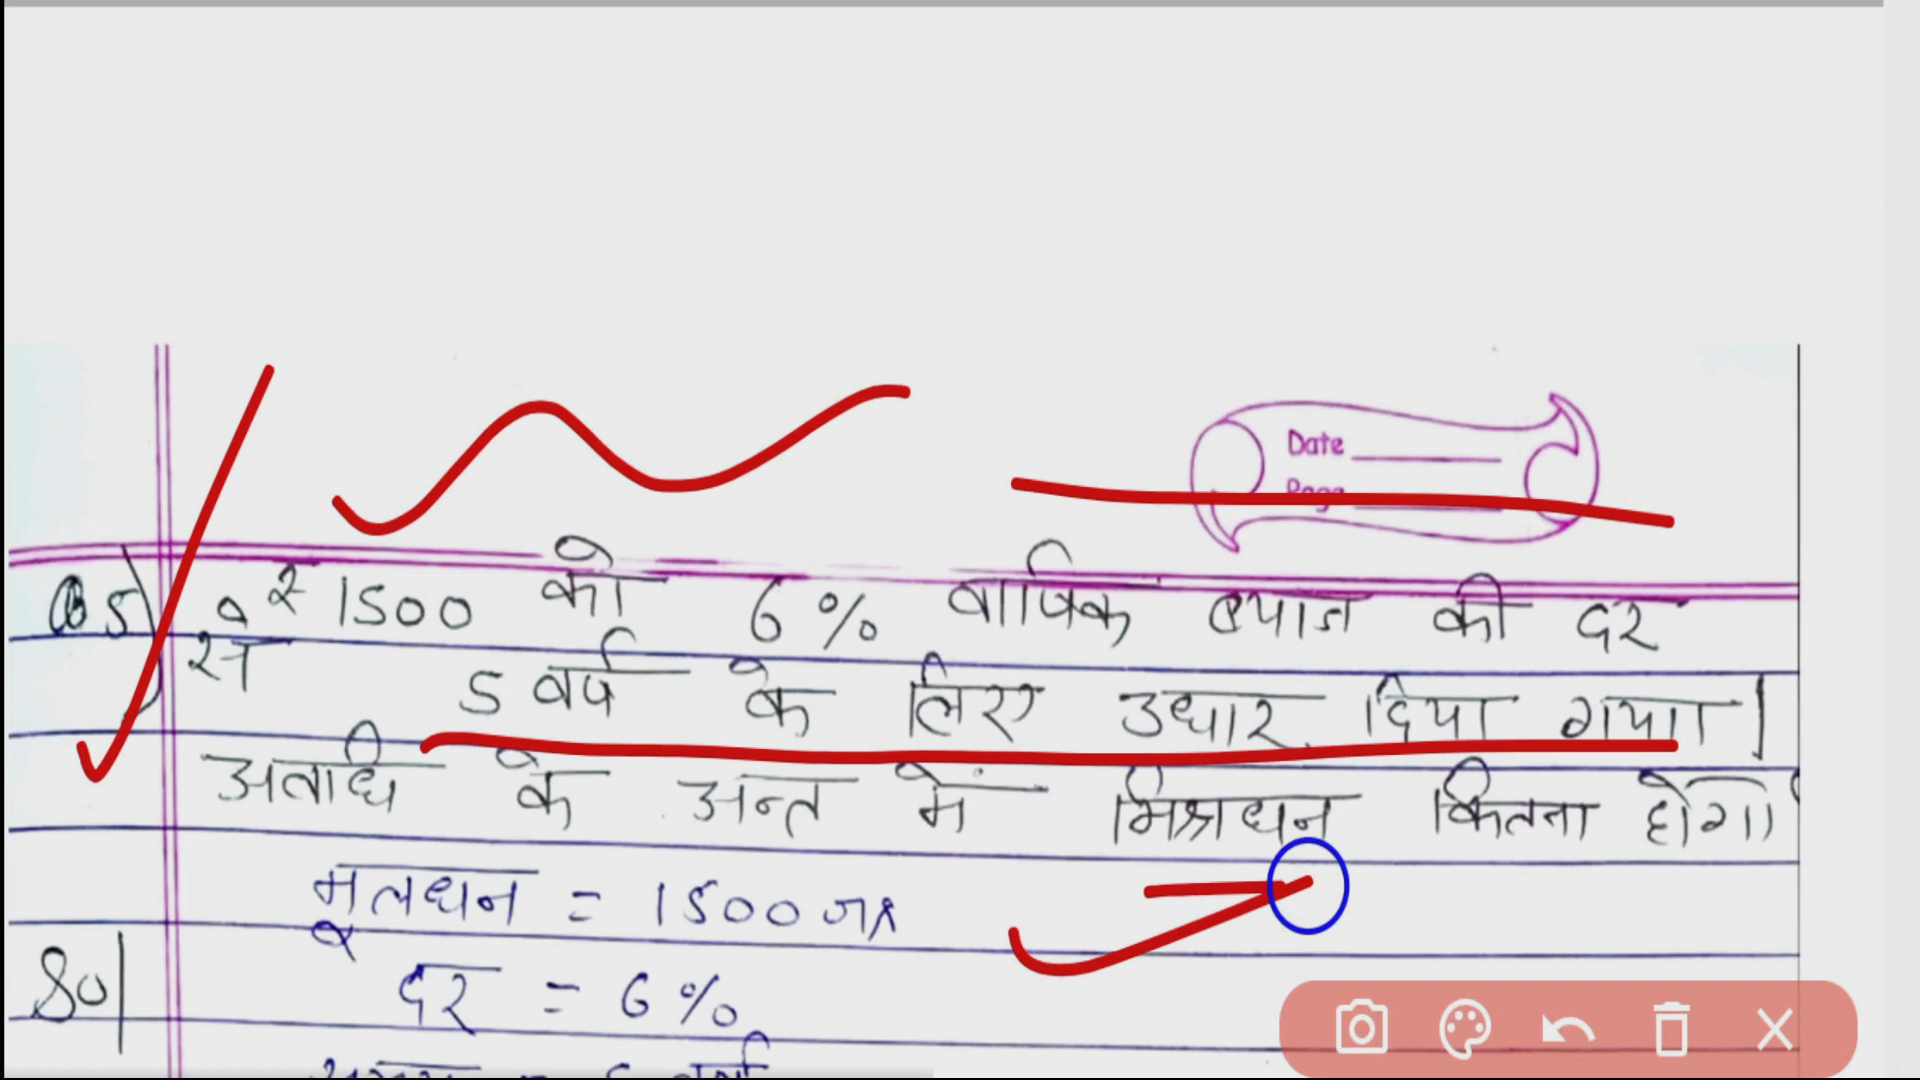 Date
Page
Q5) ₹ 1500 को 6% वार्षिक ब्याज की दर
से 5 वर्ष के लिए उधार दिया गया|
अवधि के अन्त में मिश्रधन कितना होगा
मूलधन = 1500
So| दर = 6%